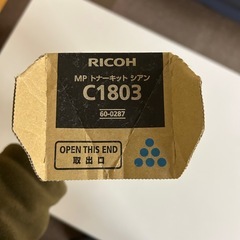 RICOH
MP トナーキット シアン
C1803
60-0287
OPEN THIS END
取出口